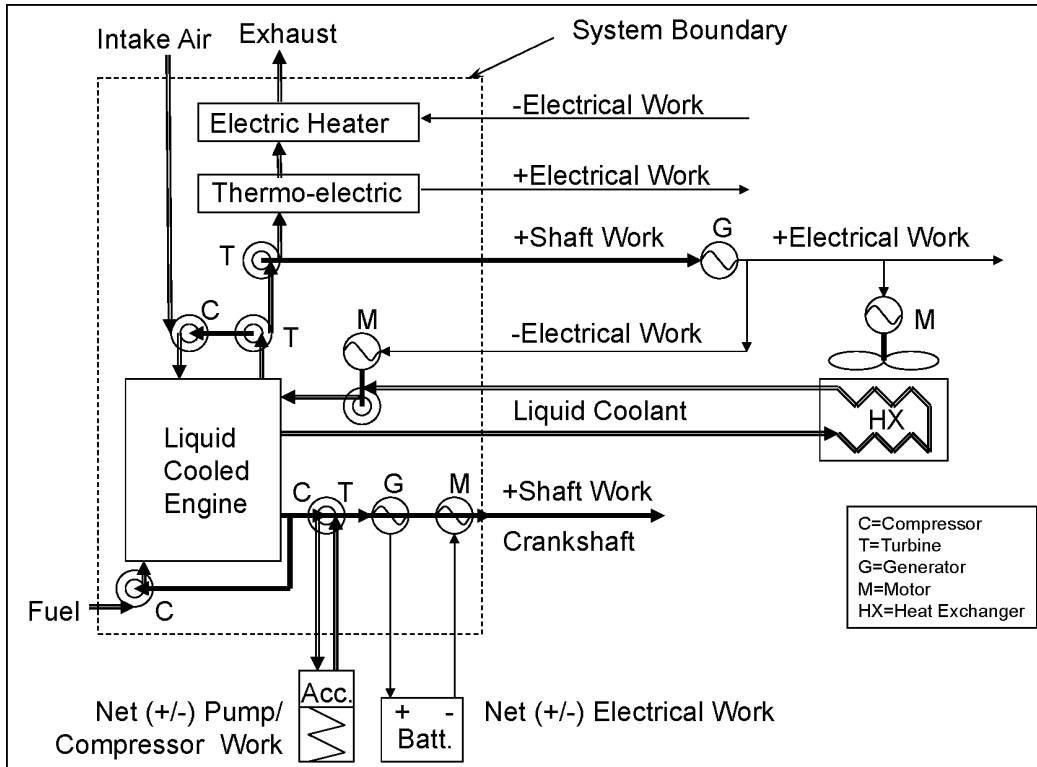 Intake Air
Exhaust
System Boundary
Electric Heater
-Electrical Work
Thermo-electric
+Electrical Work
T
+Shaft Work
G
+Electrical Work
C
T
M
-Electrical Work
M
Liquid Coolant
HX
Liquid
Cooled
Engine
C
T
G
M
+Shaft Work
Crankshaft
C=Compressor
T=Turbine
G=Generator
M=Motor
HX=Heat Exchanger
Fuel
C
Acc.
Net (+/-) Pump/
Compressor Work
+ -
Batt.
Net (+/-) Electrical Work